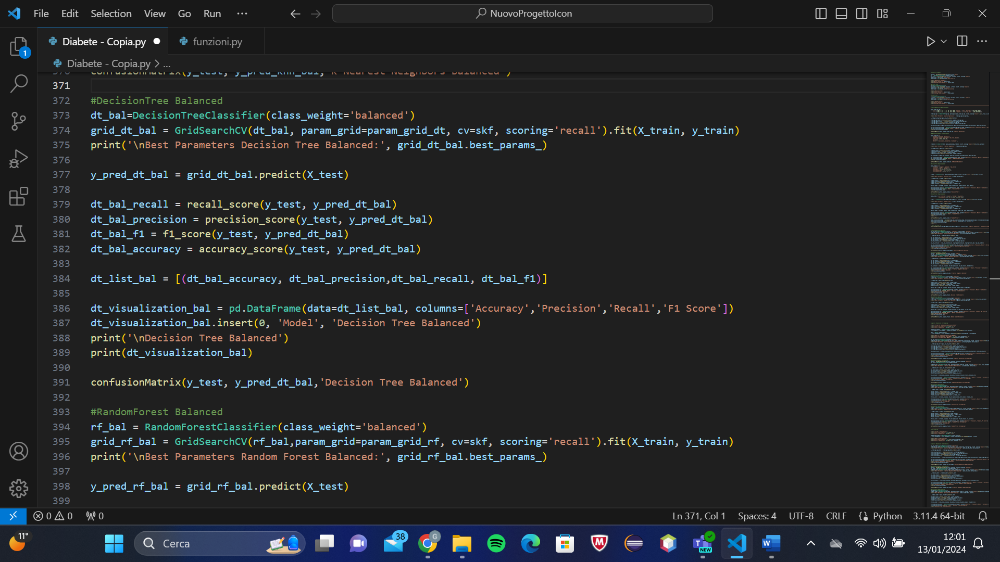 File Edit Selection View Go Run ···
NuovoProgettoIcon
Diabete - Copia.py
funzioni.py
1
Diabete - Copia.py > ...
370 confusionMatrix(y_test, y_pred_knn_bal,'K Nearest Neighbors Balanced')
371
372 #DecisionTree Balanced
373 dt_bal=DecisionTreeClassifier(class_weight='balanced')
374 grid_dt_bal = GridSearchCV(dt_bal, param_grid=param_grid_dt, cv=skf, scoring='recall').fit(X_train, y_train)
375 print('\nBest Parameters Decision Tree Balanced:', grid_dt_bal.best_params_)
376
377 y_pred_dt_bal = grid_dt_bal.predict(X_test)
378
379 dt_bal_recall = recall_score(y_test, y_pred_dt_bal)
380 dt_bal_precision = precision_score(y_test, y_pred_dt_bal)
381 dt_bal_f1 = f1_score(y_test, y_pred_dt_bal)
382 dt_bal_accuracy = accuracy_score(y_test, y_pred_dt_bal)
383
384 dt_list_bal = [(dt_bal_accuracy, dt_bal_precision,dt_bal_recall, dt_bal_f1)]
385
386 dt_visualization_bal = pd.DataFrame(data=dt_list_bal, columns=['Accuracy','Precision','Recall','F1 Score'])
387 dt_visualization_bal.insert(0, 'Model', 'Decision Tree Balanced')
388 print('\nDecision Tree Balanced')
389 print(dt_visualization_bal)
390
391 confusionMatrix(y_test, y_pred_dt_bal,'Decision Tree Balanced')
392
393 #RandomForest Balanced
394 rf_bal = RandomForestClassifier(class_weight='balanced')
395 grid_rf_bal = GridSearchCV(rf_bal,param_grid=param_grid_rf, cv=skf, scoring='recall').fit(X_train, y_train)
396 print('\nBest Parameters Random Forest Balanced:', grid_rf_bal.best_params_)
397
398 y_pred_rf_bal = grid_rf_bal.predict(X_test)
399
0 0 0
Ln 371, Col 1 Spaces: 4 UTF-8 CRLF Python 3.11.4 64-bit
11°
Cerca
38
G
NEW
12:01
13/01/2024